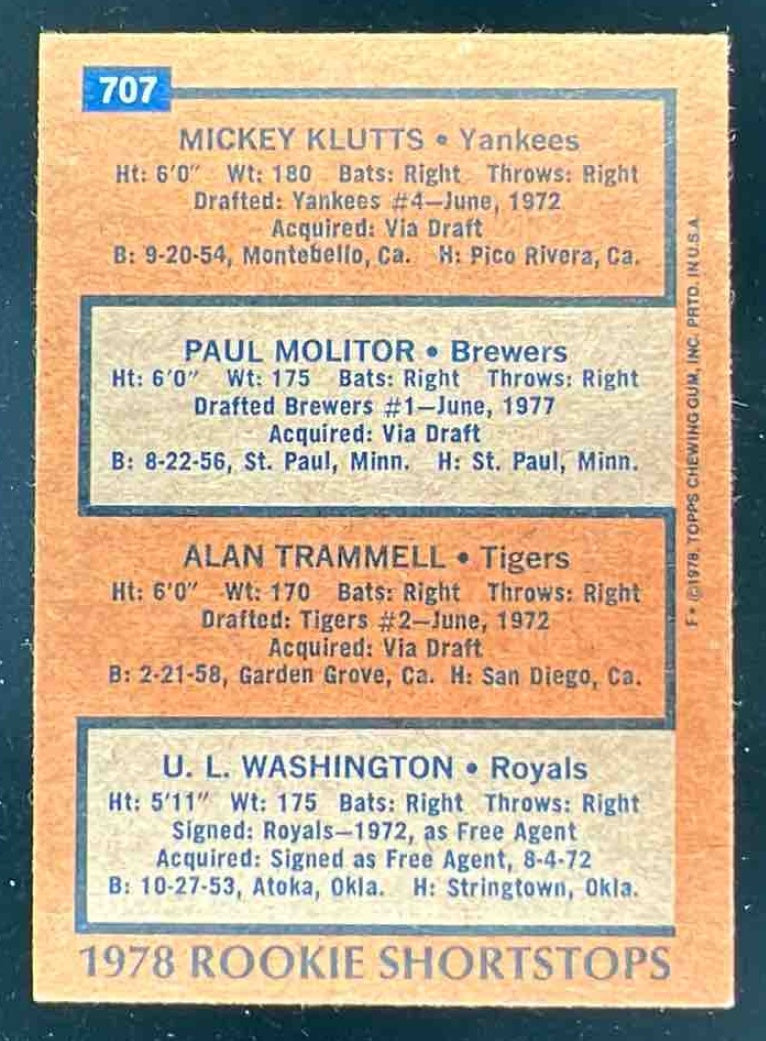 707
MICKEY KLUTTS • Yankees
Ht: 6'0" Wt: 180 Bats: Right Throws: Right
Drafted: Yankees #4—June, 1972
Acquired: Via Draft
B: 9-20-54, Montebello, Ca. H: Pico Rivera, Ca.
PAUL MOLITOR • Brewers
Ht: 6'0" Wt: 175 Bats: Right Throws: Right
Drafted Brewers #1—June, 1977
Acquired: Via Draft
B: 8-22-56, St. Paul, Minn. H: St. Paul, Minn.
ALAN TRAMMELL • Tigers
Ht: 6'0" Wt: 170 Bats: Right Throws: Right
Drafted: Tigers #2—June, 1972
Acquired: Via Draft
B: 2-21-58, Garden Grove, Ca. H: San Diego, Ca.
U. L. WASHINGTON • Royals
Ht: 5'11" Wt: 175 Bats: Right Throws: Right
Signed: Royals—1972, as Free Agent
Acquired: Signed as Free Agent, 8-4-72
B: 10-27-53, Atoka, Okla. H: Stringtown, Okla.
1978 ROOKIE SHORTSTOPS
F* ©1978, TOPPS CHEWING GUM, INC. PRTD. IN U.S.A.